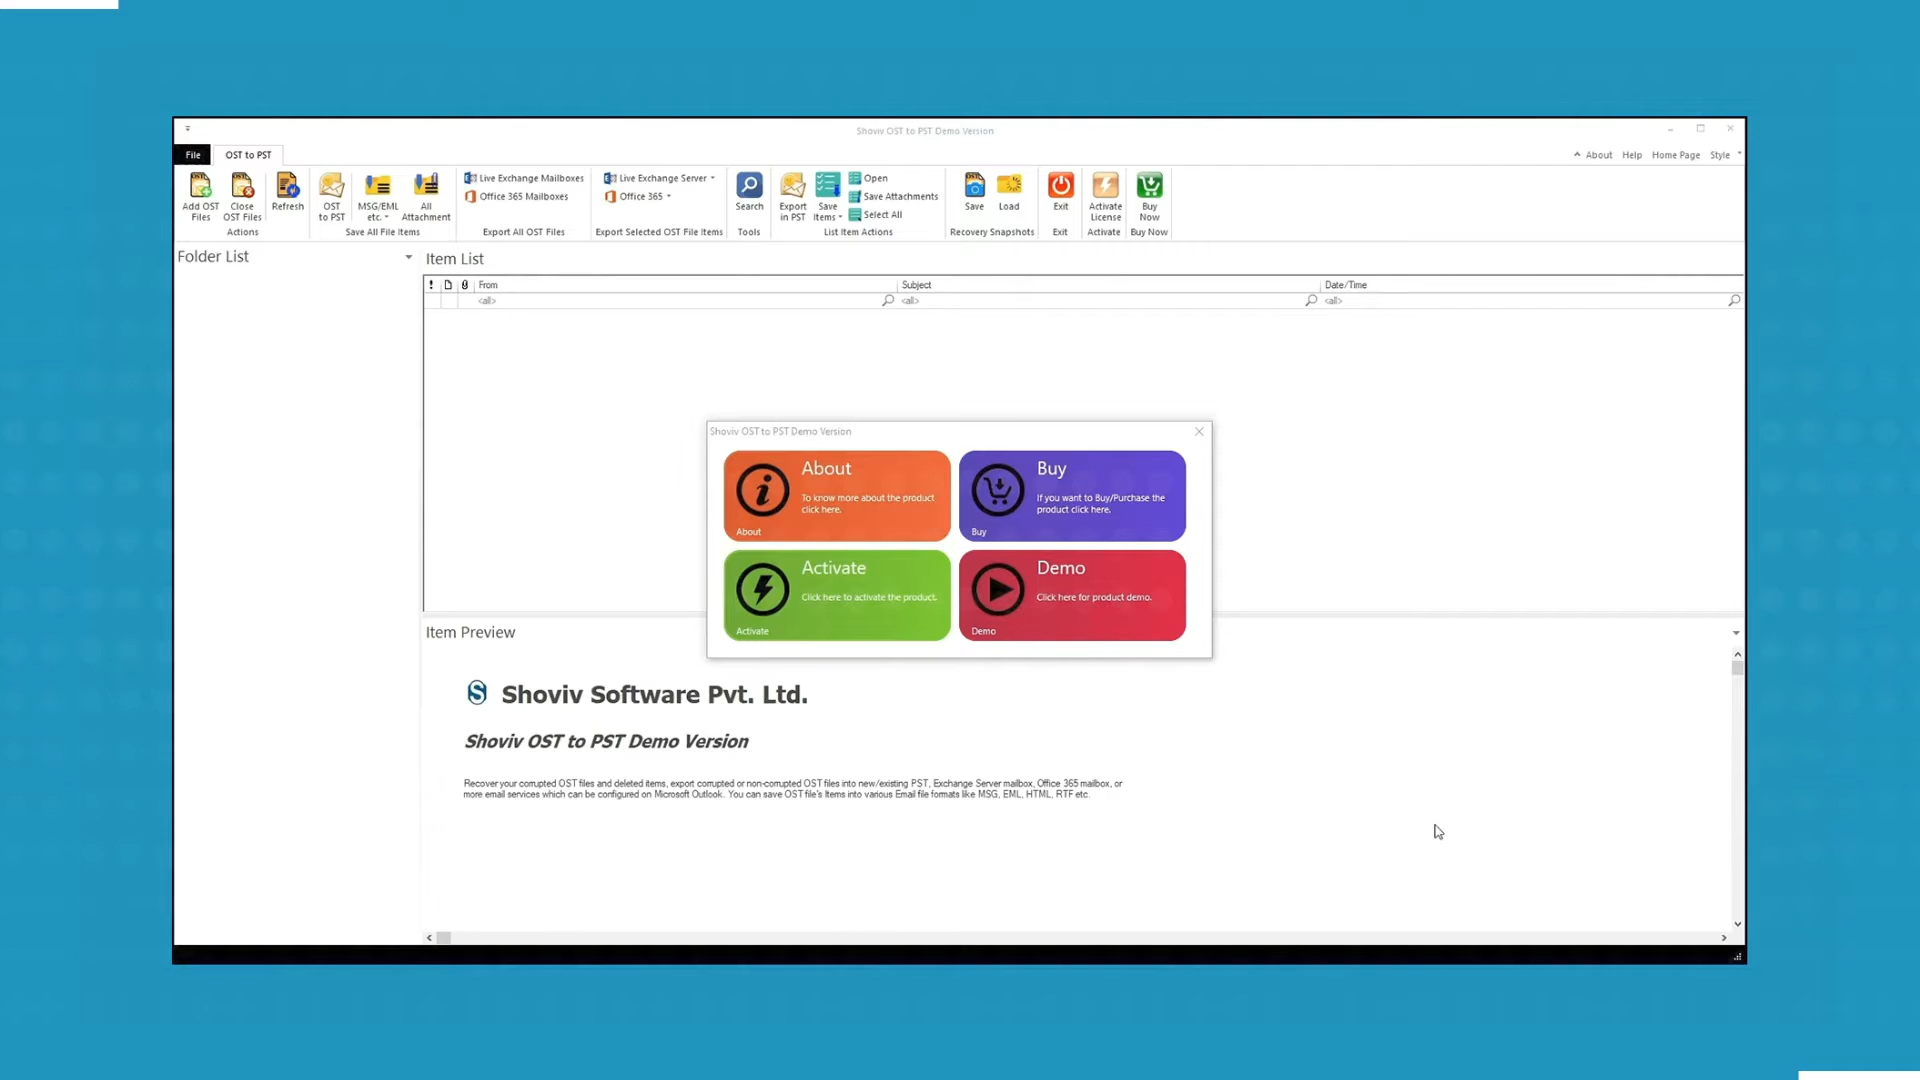 Shoviv OST to PST Demo Version
File
OST to PST
About
Help
Home Page
Style
Add OST Files
Close OST Files
Refresh
Actions
OST to PST
MSG/EML etc.
All Attachment
Save All File Items
Live Exchange Mailboxes
Office 365 Mailboxes
Export All OST Files
Live Exchange Server
Office 365
Export Selected OST File Items
Search
Tools
Export in PST
Save Items
Open
Save Attachments
Select All
List Item Actions
Save
Load
Recovery Snapshots
Exit
Exit
Activate License
Activate
Buy Now
Buy Now
Folder List
Item List
From
Subject
Date/Time
<all>
<all>
<all>
Shoviv OST to PST Demo Version
About
To know more about the product
click here.
About
Buy
If you want to Buy/Purchase the
product click here.
Buy
Activate
Click here to activate the product.
Activate
Demo
Click here for product demo.
Demo
Item Preview
S Shoviv Software Pvt. Ltd.
Shoviv OST to PST Demo Version
Recover your corrupted OST files and deleted items, export corrupted or non-corrupted OST files into new/existing PST, Exchange Server mailbox, Office 365 mailbox, or
more email services which can be configured on Microsoft Outlook. You can save OST file's Items into various Email file formats like MSG, EML, HTML, RTF etc.